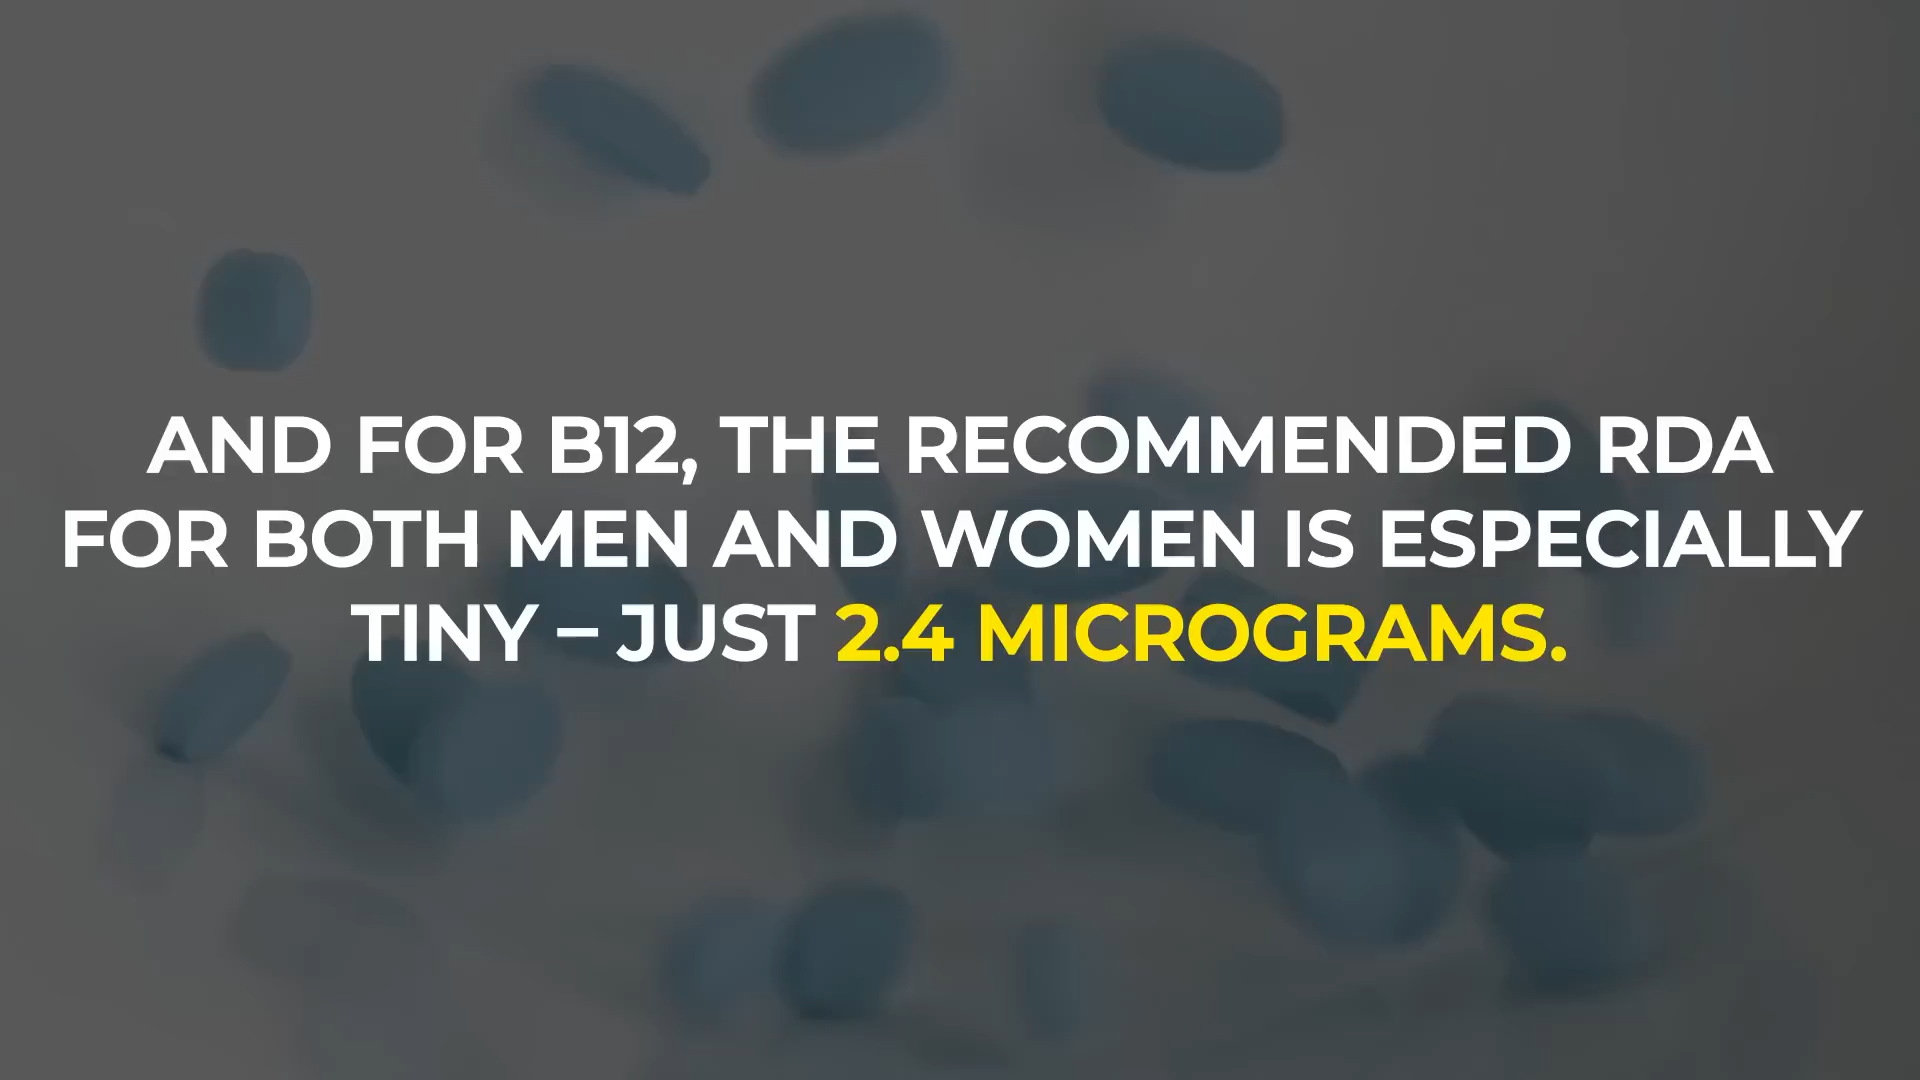 AND FOR B12, THE RECOMMENDED RDA
FOR BOTH MEN AND WOMEN IS ESPECIALLY
TINY – JUST 2.4 MICROGRAMS.